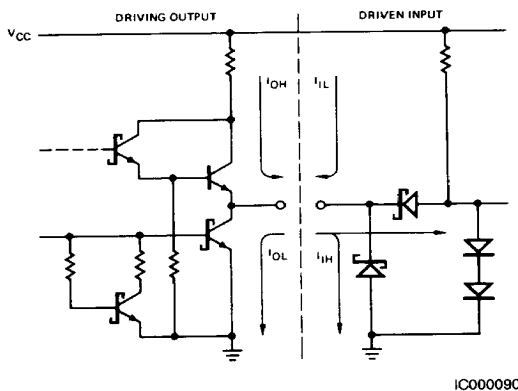 DRIVING OUTPUT
DRIVEN INPUT
VCC
IOH
IIL
IOL
IIH
IC000090